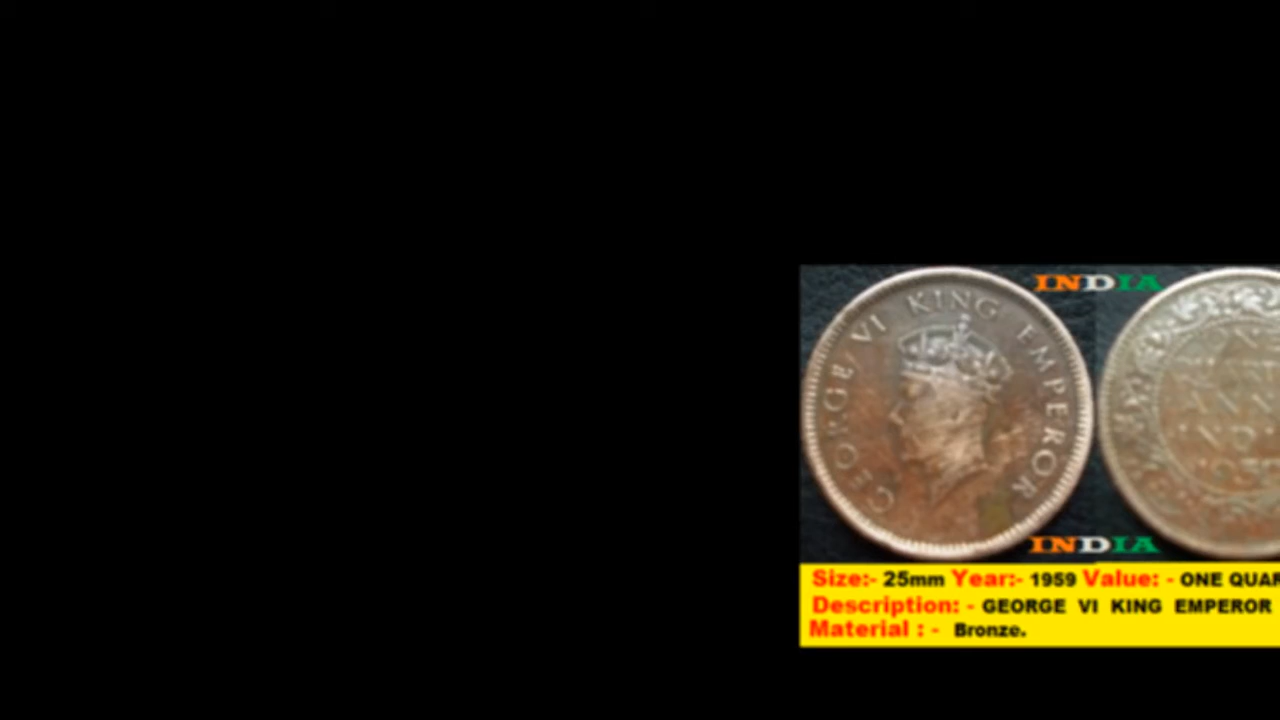 INDIA
GEORGE VI KING EMPEROR
INDIA
Size:- 25mm Year:- 1959 Value: - ONE QUAR
Description: - GEORGE VI KING EMPEROR
Material : - Bronze.